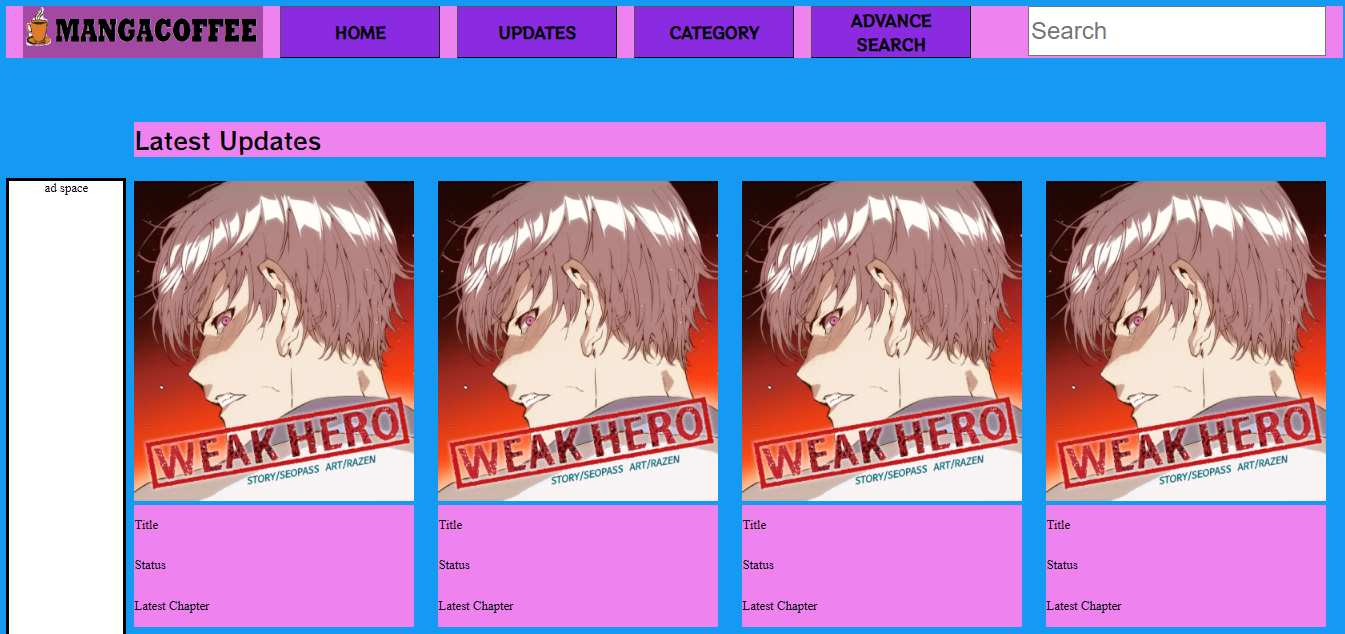 MANGACOFFEE
HOME
UPDATES
CATEGORY
ADVANCE
SEARCH
Search
Latest Updates
ad space
WEAK HERO
STORY/SEOPASS ART/RAZEN
WEAK HERO
STORY/SEOPASS ART/RAZEN
WEAK HERO
STORY/SEOPASS ART/RAZEN
WEAK HERO
STORY/SEOPASS ART/RAZEN
Title
Status
Latest Chapter
Title
Status
Latest Chapter
Title
Status
Latest Chapter
Title
Status
Latest Chapter